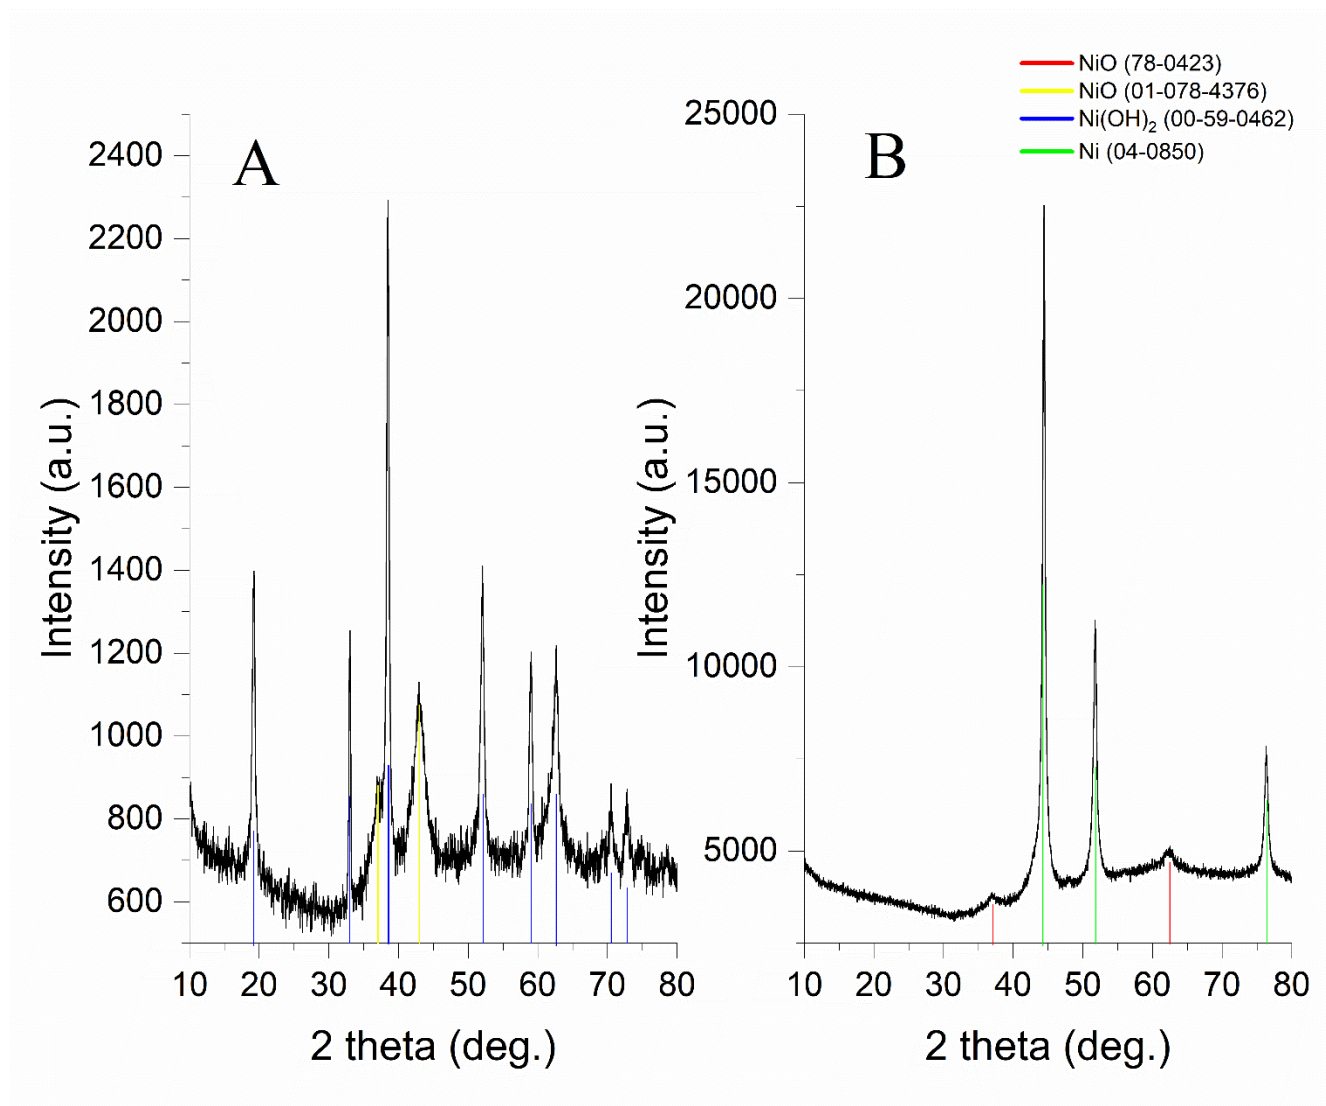 NiO (78-0423)
NiO (01-078-4376)
Ni(OH)2 (00-59-0462)
Ni (04-0850)
A
B
2400
2200
2000
1800
1600
1400
1200
1000
800
600
Intensity (a.u.)
10 20 30 40 50 60 70 80
2 theta (deg.)
25000
20000
15000
10000
5000
Intensity (a.u.)
10 20 30 40 50 60 70 80
2 theta (deg.)